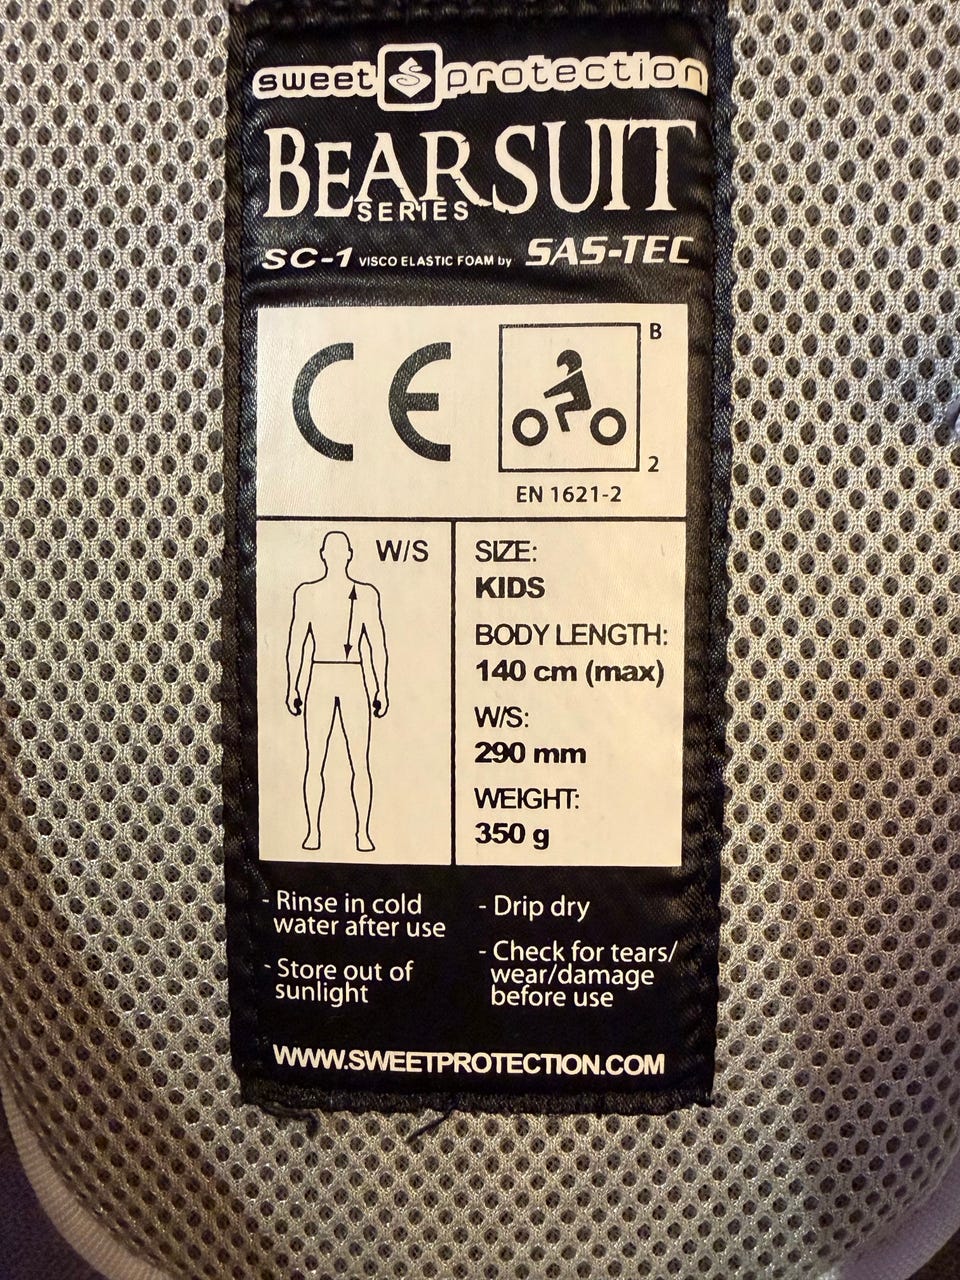 sweet protection
BEARSUIT
SERIES
SC-1 VISCO ELASTIC FOAM by SAS-TEC
CE
B
2
EN 1621-2
W/S
SIZE:
KIDS
BODY LENGTH:
140 cm (max)
W/S:
290 mm
WEIGHT:
350 g
- Rinse in cold
water after use
- Store out of
sunlight
- Drip dry
- Check for tears/
wear/damage
before use
WWW.SWEETPROTECTION.COM